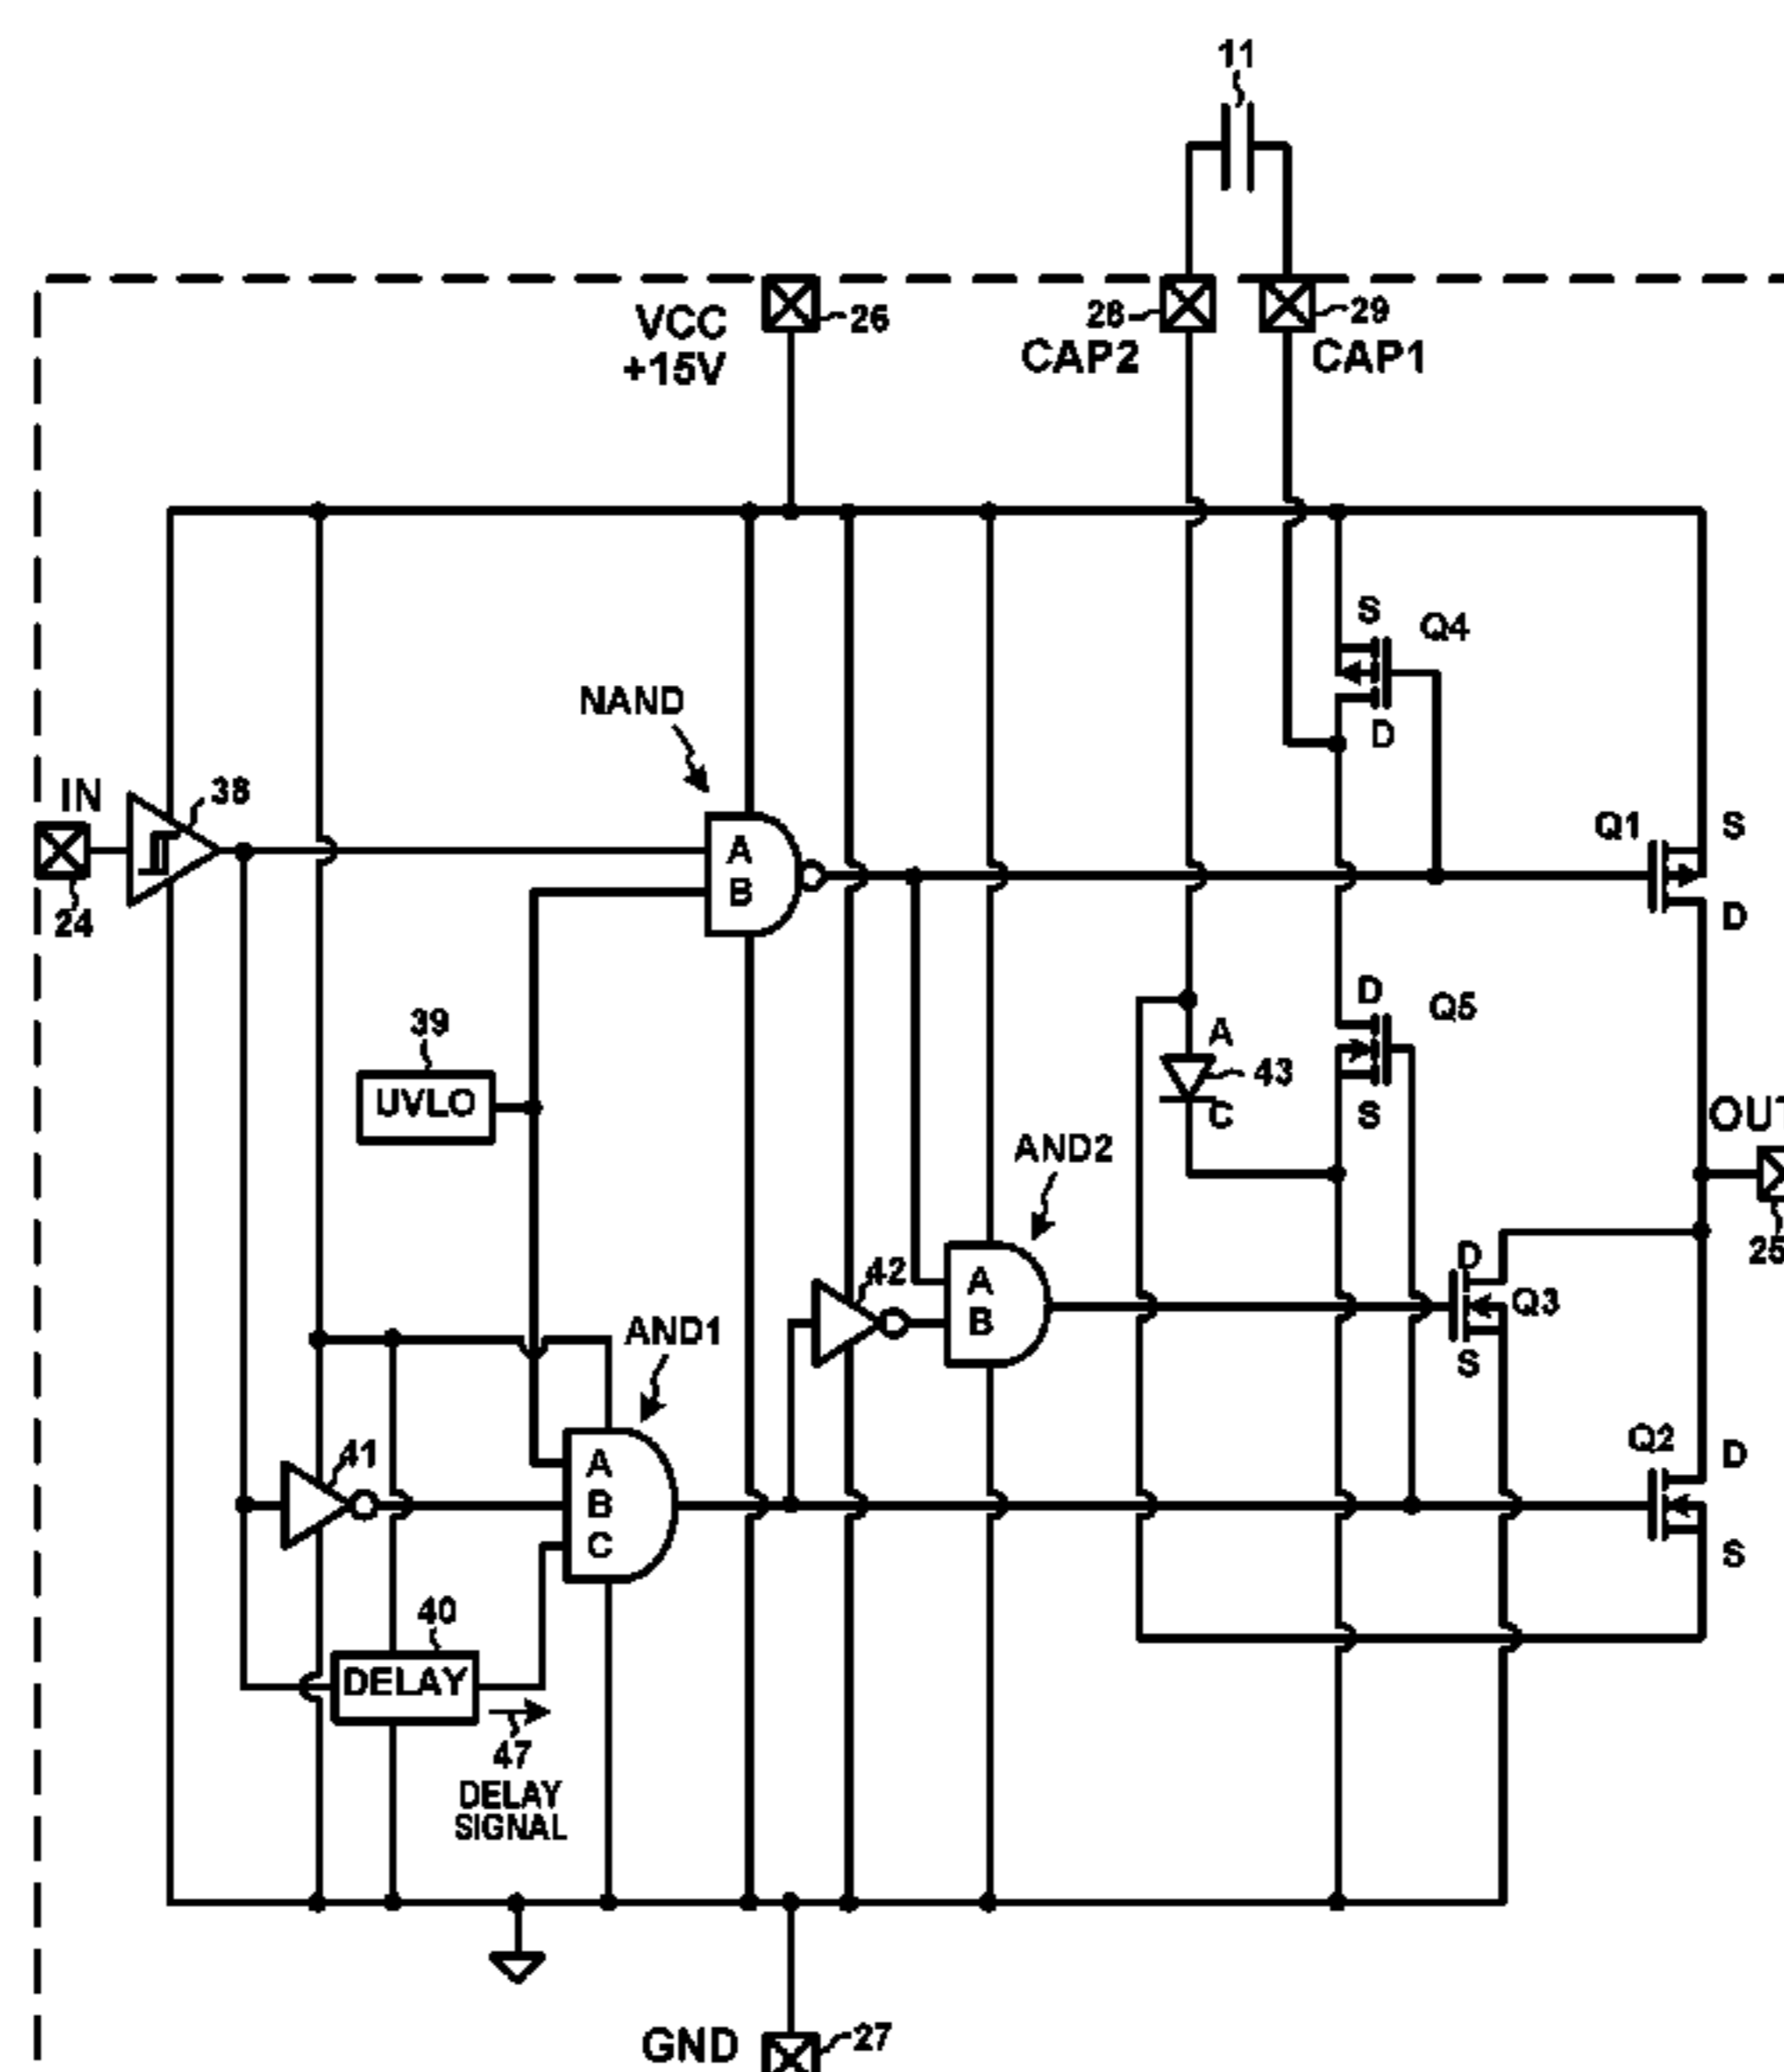 11
VCC
+15V
26
28
CAP2
29
CAP1
S
Q4
D
NAND
IN
38
24
A
B
Q1
S
D
39
UVLO
D
Q5
S
A
43
C
OUT
25
AND2
42
A
B
D
Q3
S
AND1
41
A
B
C
Q2
D
S
40
DELAY
47
DELAY
SIGNAL
GND
27